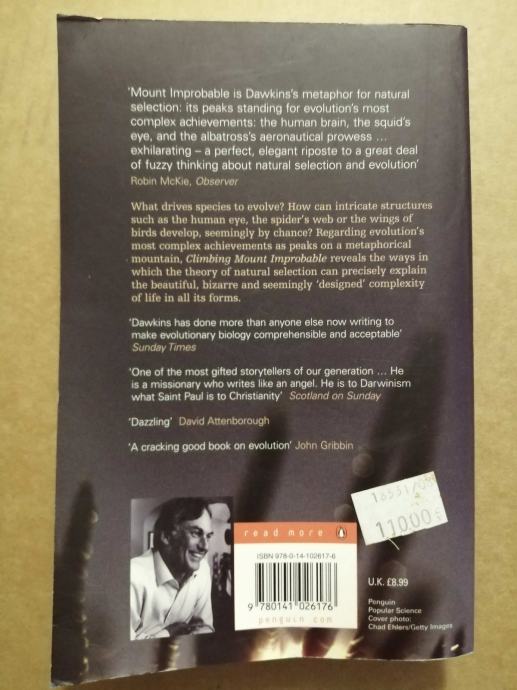 'Mount Improbable is Dawkins's metaphor for natural
selection: its peaks standing for evolution's most
complex achievements: the human brain, the squid's
eye, and the albatross's aeronautical prowess ...
exhilarating – a perfect, elegant riposte to a great deal
of fuzzy thinking about natural selection and evolution'
Robin McKie, Observer
What drives species to evolve? How can intricate structures
such as the human eye, the spider's web or the wings of
birds develop, seemingly by chance? Regarding evolution's
most complex achievements as peaks on a metaphorical
mountain, Climbing Mount Improbable reveals the ways in
which the theory of natural selection can precisely explain
the beautiful, bizarre and seemingly 'designed' complexity
of life in all its forms.
'Dawkins has done more than anyone else now writing to
make evolutionary biology comprehensible and acceptable'
Sunday Times
'One of the most gifted storytellers of our generation ... He
is a missionary who writes like an angel. He is to Darwinism
what Saint Paul is to Christianity' Scotland on Sunday
'Dazzling' David Attenborough
'A cracking good book on evolution' John Gribbin
110.00
read more
ISBN 978-0-14-102617-6
9 780141 026176
penguin.com
U.K. £8.99
Penguin
Popular Science
Cover photo:
Chad Ehlers/Getty Images